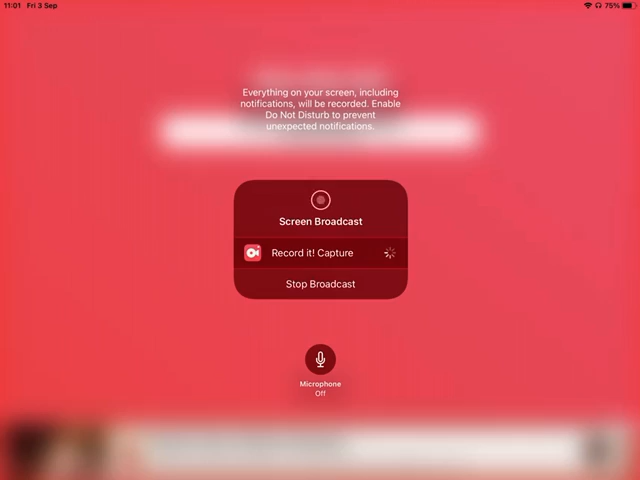 11:01 Fri 3 Sep
75%
Everything on your screen, including
notifications, will be recorded. Enable
Do Not Disturb to prevent
unexpected notifications.
Screen Broadcast
Record it! Capture
Stop Broadcast
Microphone
Off